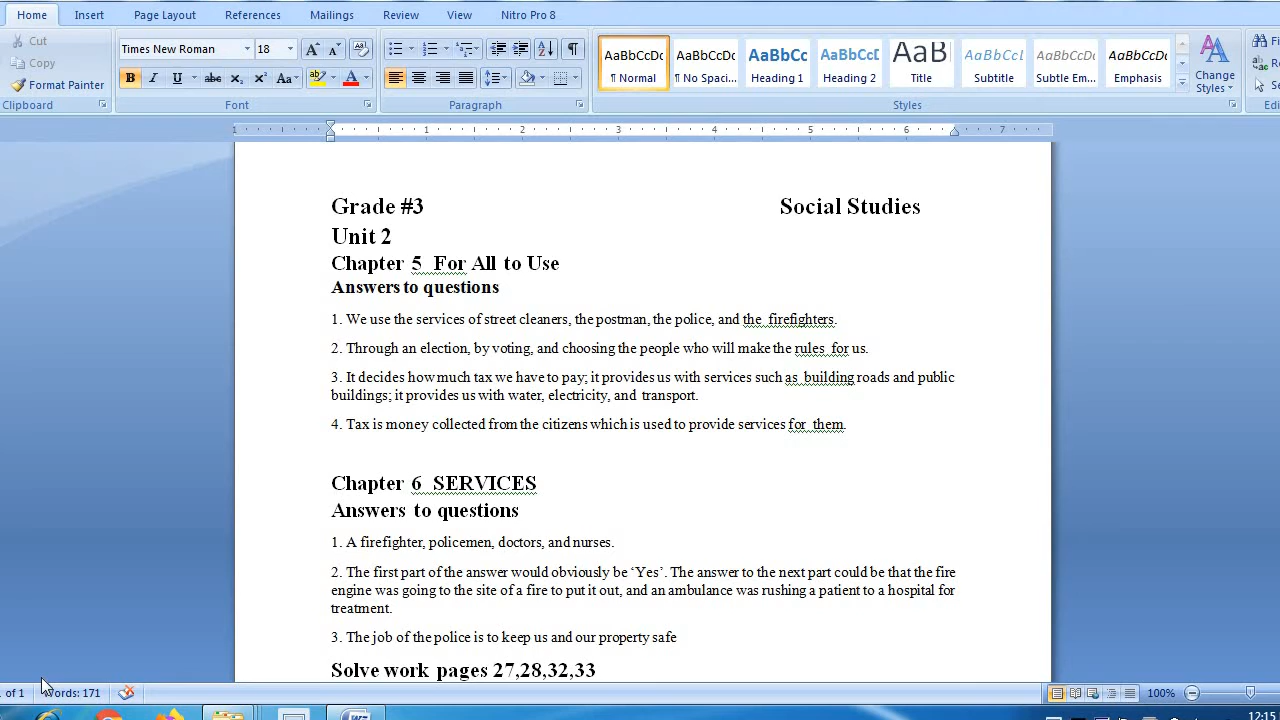 Home Insert Page Layout References Mailings Review View Nitro Pro 8
Cut
Copy
Format Painter
Clipboard
Times New Roman 18
Font
Paragraph
AaBbCcDc AaBbCcDc AaBbCc AaBbCc AaB AaBbCcL AaBbCcDc AaBbCcDc
¶ Normal ¶ No Spaci... Heading 1 Heading 2 Title Subtitle Subtle Em... Emphasis
Change Styles
Styles
1 1 2 3 4 5 6 7
Grade #3 Social Studies
Unit 2
Chapter 5 For All to Use
Answers to questions
1. We use the services of street cleaners, the postman, the police, and the firefighters.
2. Through an election, by voting, and choosing the people who will make the rules for us.
3. It decides how much tax we have to pay; it provides us with services such as building roads and public
buildings; it provides us with water, electricity, and transport.
4. Tax is money collected from the citizens which is used to provide services for them.
Chapter 6 SERVICES
Answers to questions
1. A firefighter, policemen, doctors, and nurses.
2. The first part of the answer would obviously be ‘Yes’. The answer to the next part could be that the fire
engine was going to the site of a fire to put it out, and an ambulance was rushing a patient to a hospital for
treatment.
3. The job of the police is to keep us and our property safe
Solve work pages 27,28,32,33
of 1 Words: 171 100%
12:15